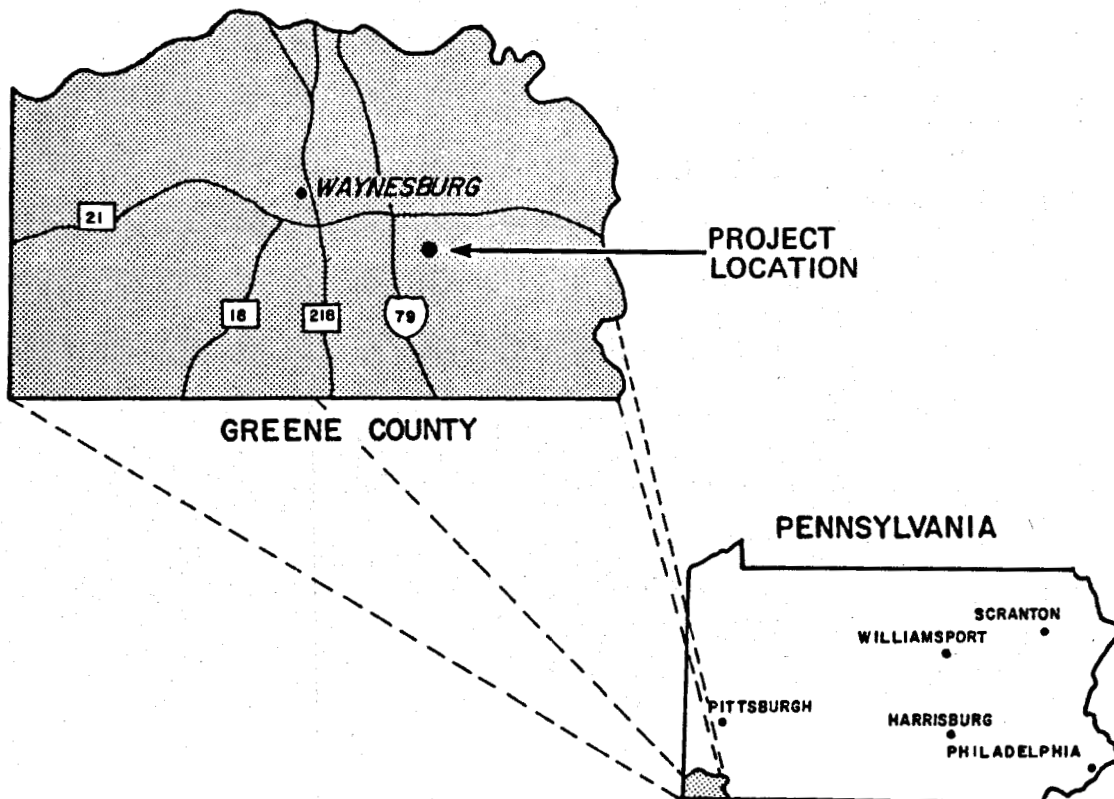 WAYNESBURG
21
PROJECT
LOCATION
18
218
79
GREENE COUNTY
PENNSYLVANIA
SCRANTON
WILLIAMSPORT
PITTSBURGH
HARRISBURG
PHILADELPHIA